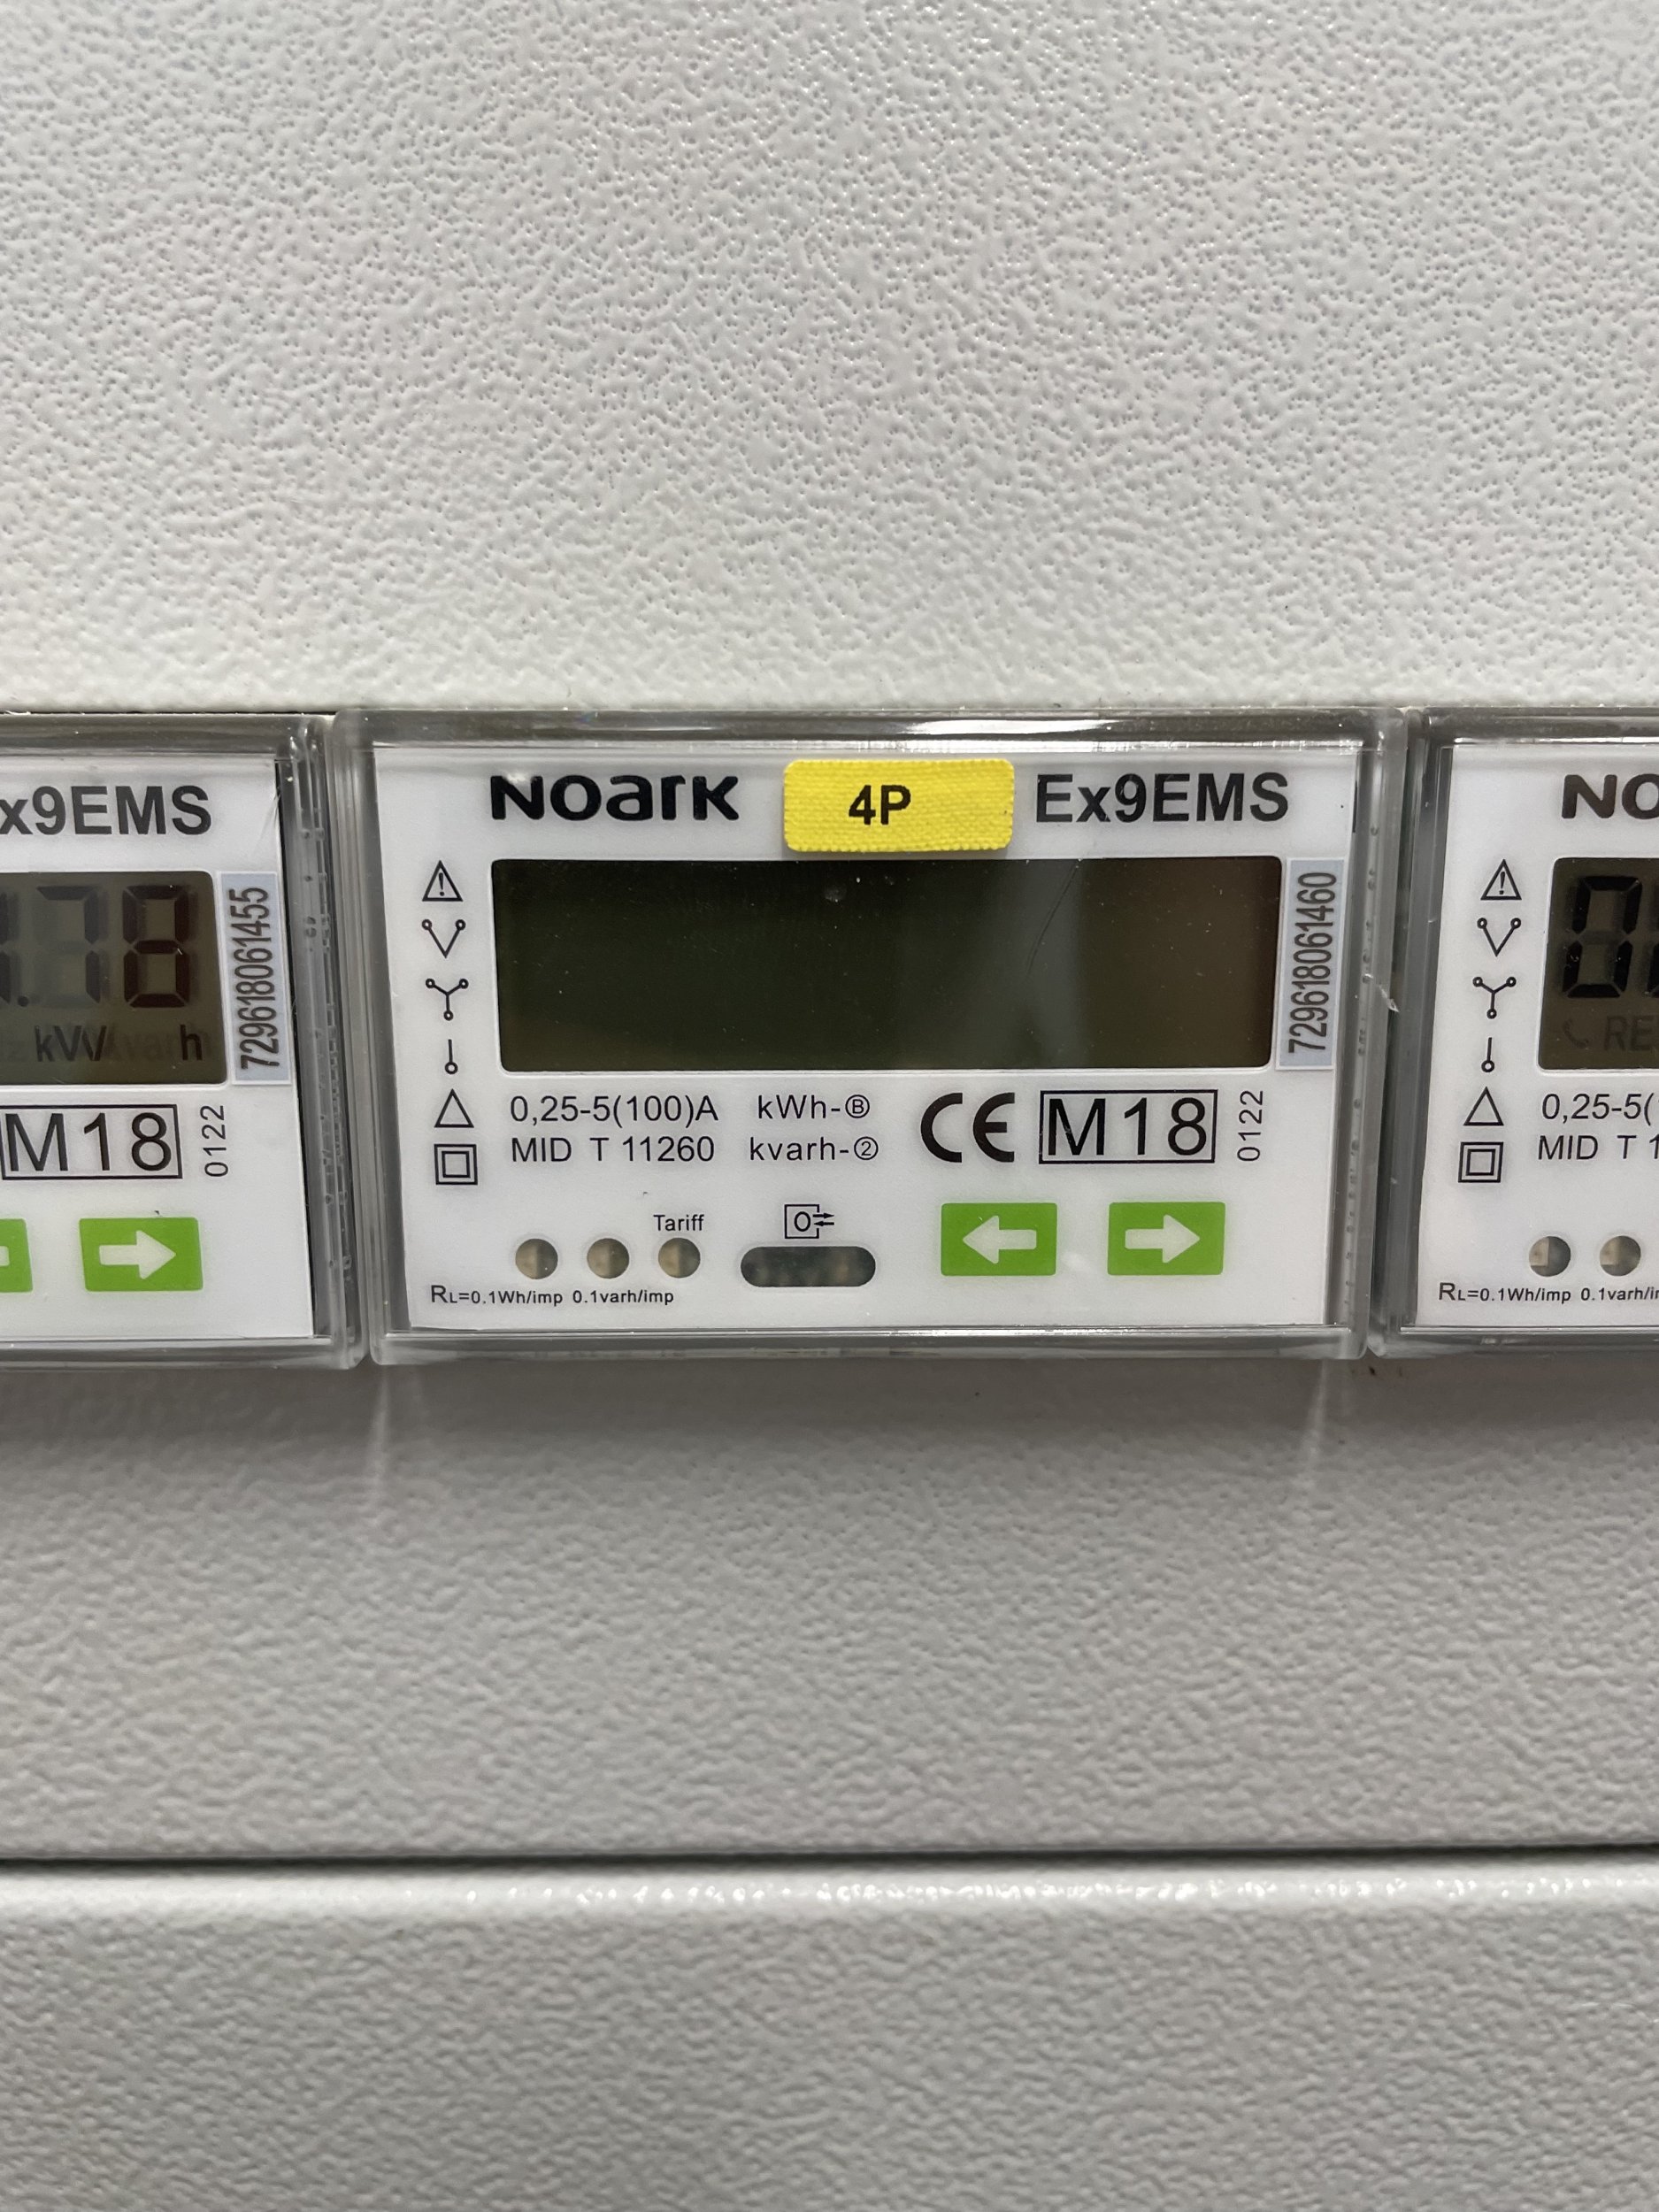 x9EMS
78
kWh
729618061455
M18
0122
NOARK
4P
Ex9EMS
729618061460
0,25-5(100)A kWh-Ⓑ
MID T 11260 kvarh-②
CE M18
0122
Tariff
RL=0.1Wh/imp 0.1varh/imp
NO
RE
0,25-5(
MID T 1
RL=0.1Wh/imp 0.1varh/i